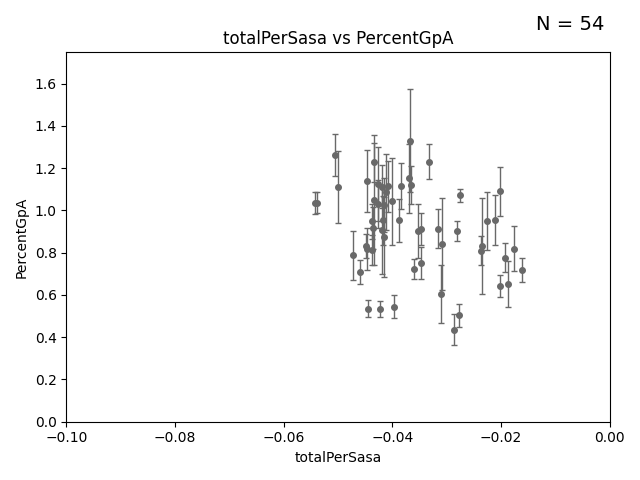 N = 54
totalPerSasa vs PercentGpA
PercentGpA
1.6
1.4
1.2
1.0
0.8
0.6
0.4
0.2
0.0
−0.10 −0.08 −0.06 −0.04 −0.02 0.00
totalPerSasa